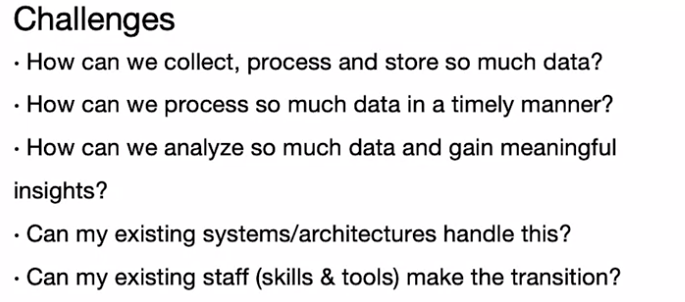 Challenges
· How can we collect, process and store so much data?
· How can we process so much data in a timely manner?
· How can we analyze so much data and gain meaningful
insights?
· Can my existing systems/architectures handle this?
· Can my existing staff (skills & tools) make the transition?